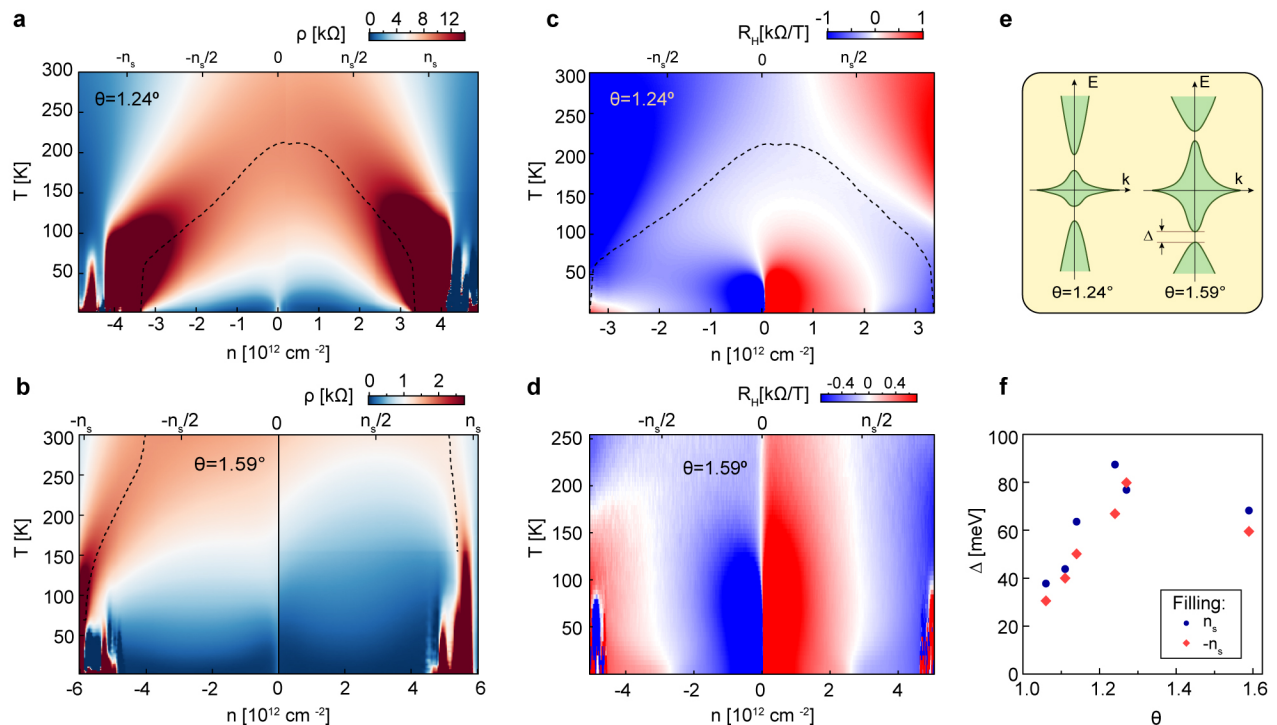 a
ρ [kΩ]
0 4 8 12
-n_s -n_s/2 0 n_s/2 n_s
θ=1.24º
300
250
200
150
100
50
T [K]
-4 -3 -2 -1 0 1 2 3 4
n [10^12 cm^-2]
b
ρ [kΩ]
0 1 2
-n_s -n_s/2 0 n_s/2 n_s
θ=1.59°
300
250
200
150
100
50
T [K]
-6 -4 -2 0 2 4 6
n [10^12 cm^-2]
c
R_H[kΩ/T]
-1 0 1
-n_s/2 0 n_s/2
θ=1.24º
300
250
200
150
100
50
T [K]
-3 -2 -1 0 1 2 3
n [10^12 cm^-2]
d
R_H[kΩ/T]
-0.4 0 0.4
-n_s/2 0 n_s/2
θ=1.59º
250
200
150
100
50
T [K]
-4 -2 0 2 4
n [10^12 cm^-2]
e
E E
k k
Δ
θ=1.24° θ=1.59°
f
100
80
60
40
20
0
Δ [meV]
Filling:
n_s
-n_s
1.0 1.2 1.4 1.6
θ